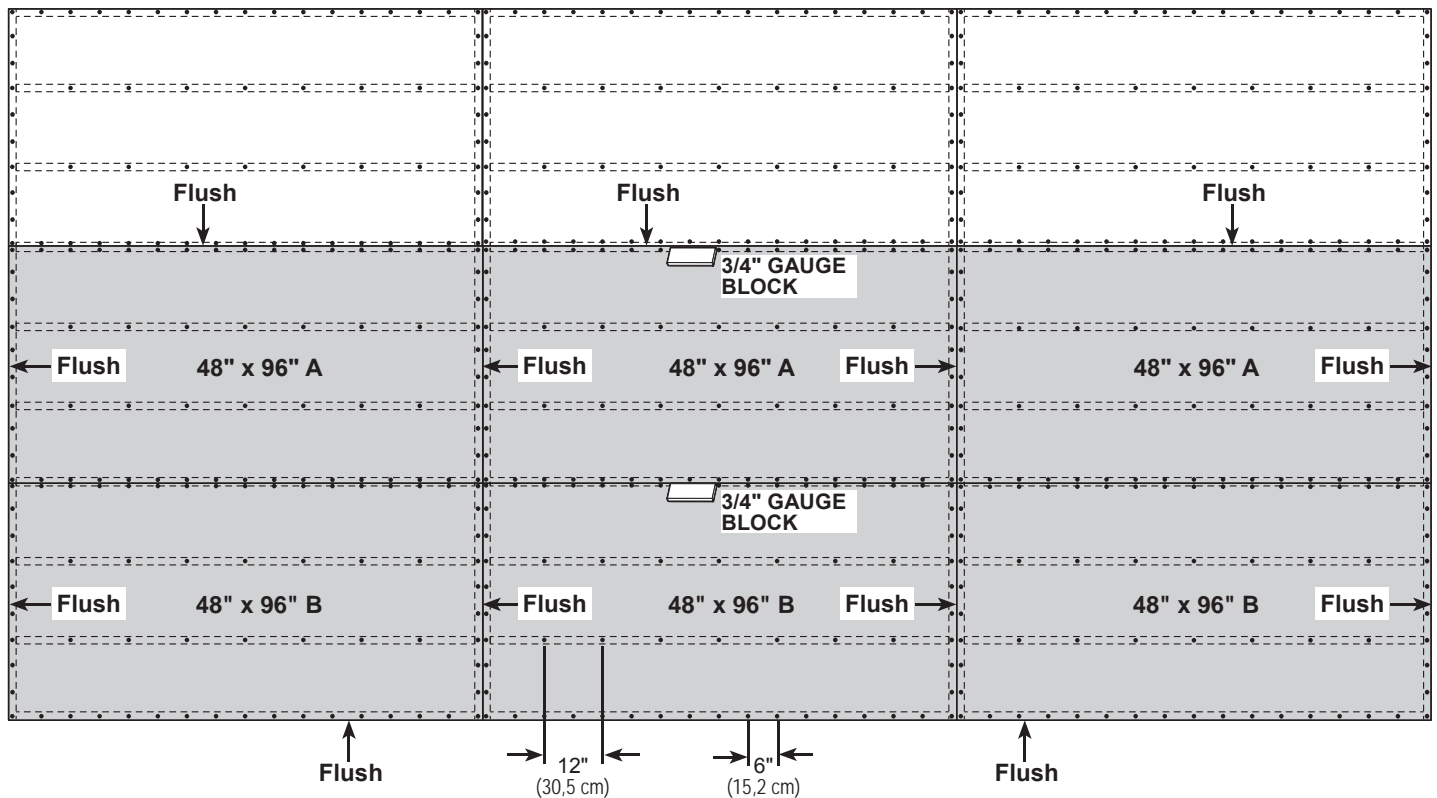 Flush
Flush
Flush
3/4" GAUGE
BLOCK
Flush
48" x 96" A
Flush
48" x 96" A
Flush
48" x 96" A
Flush
3/4" GAUGE
BLOCK
Flush
48" x 96" B
Flush
48" x 96" B
Flush
48" x 96" B
Flush
Flush
12"
(30,5 cm)
6"
(15,2 cm)
Flush